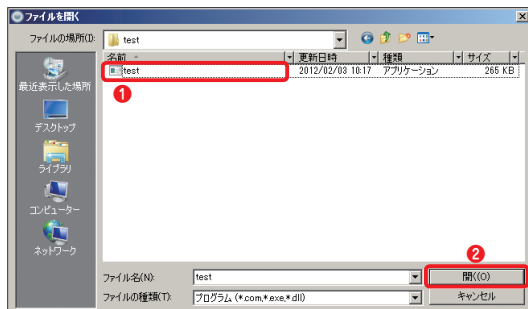 ファイルを開く
ファイルの場所(I):
test
名前
更新日時
種類
サイズ
test
2012/02/03 10:17
アプリケーション
265 KB
1
最近表示した場所
デスクトップ
ライブラリ
コンピューター
ネットワーク
2
ファイル名(N):
test
開く(O)
ファイルの種類(T):
プログラム (*.com,*.exe,*.dll)
キャンセル